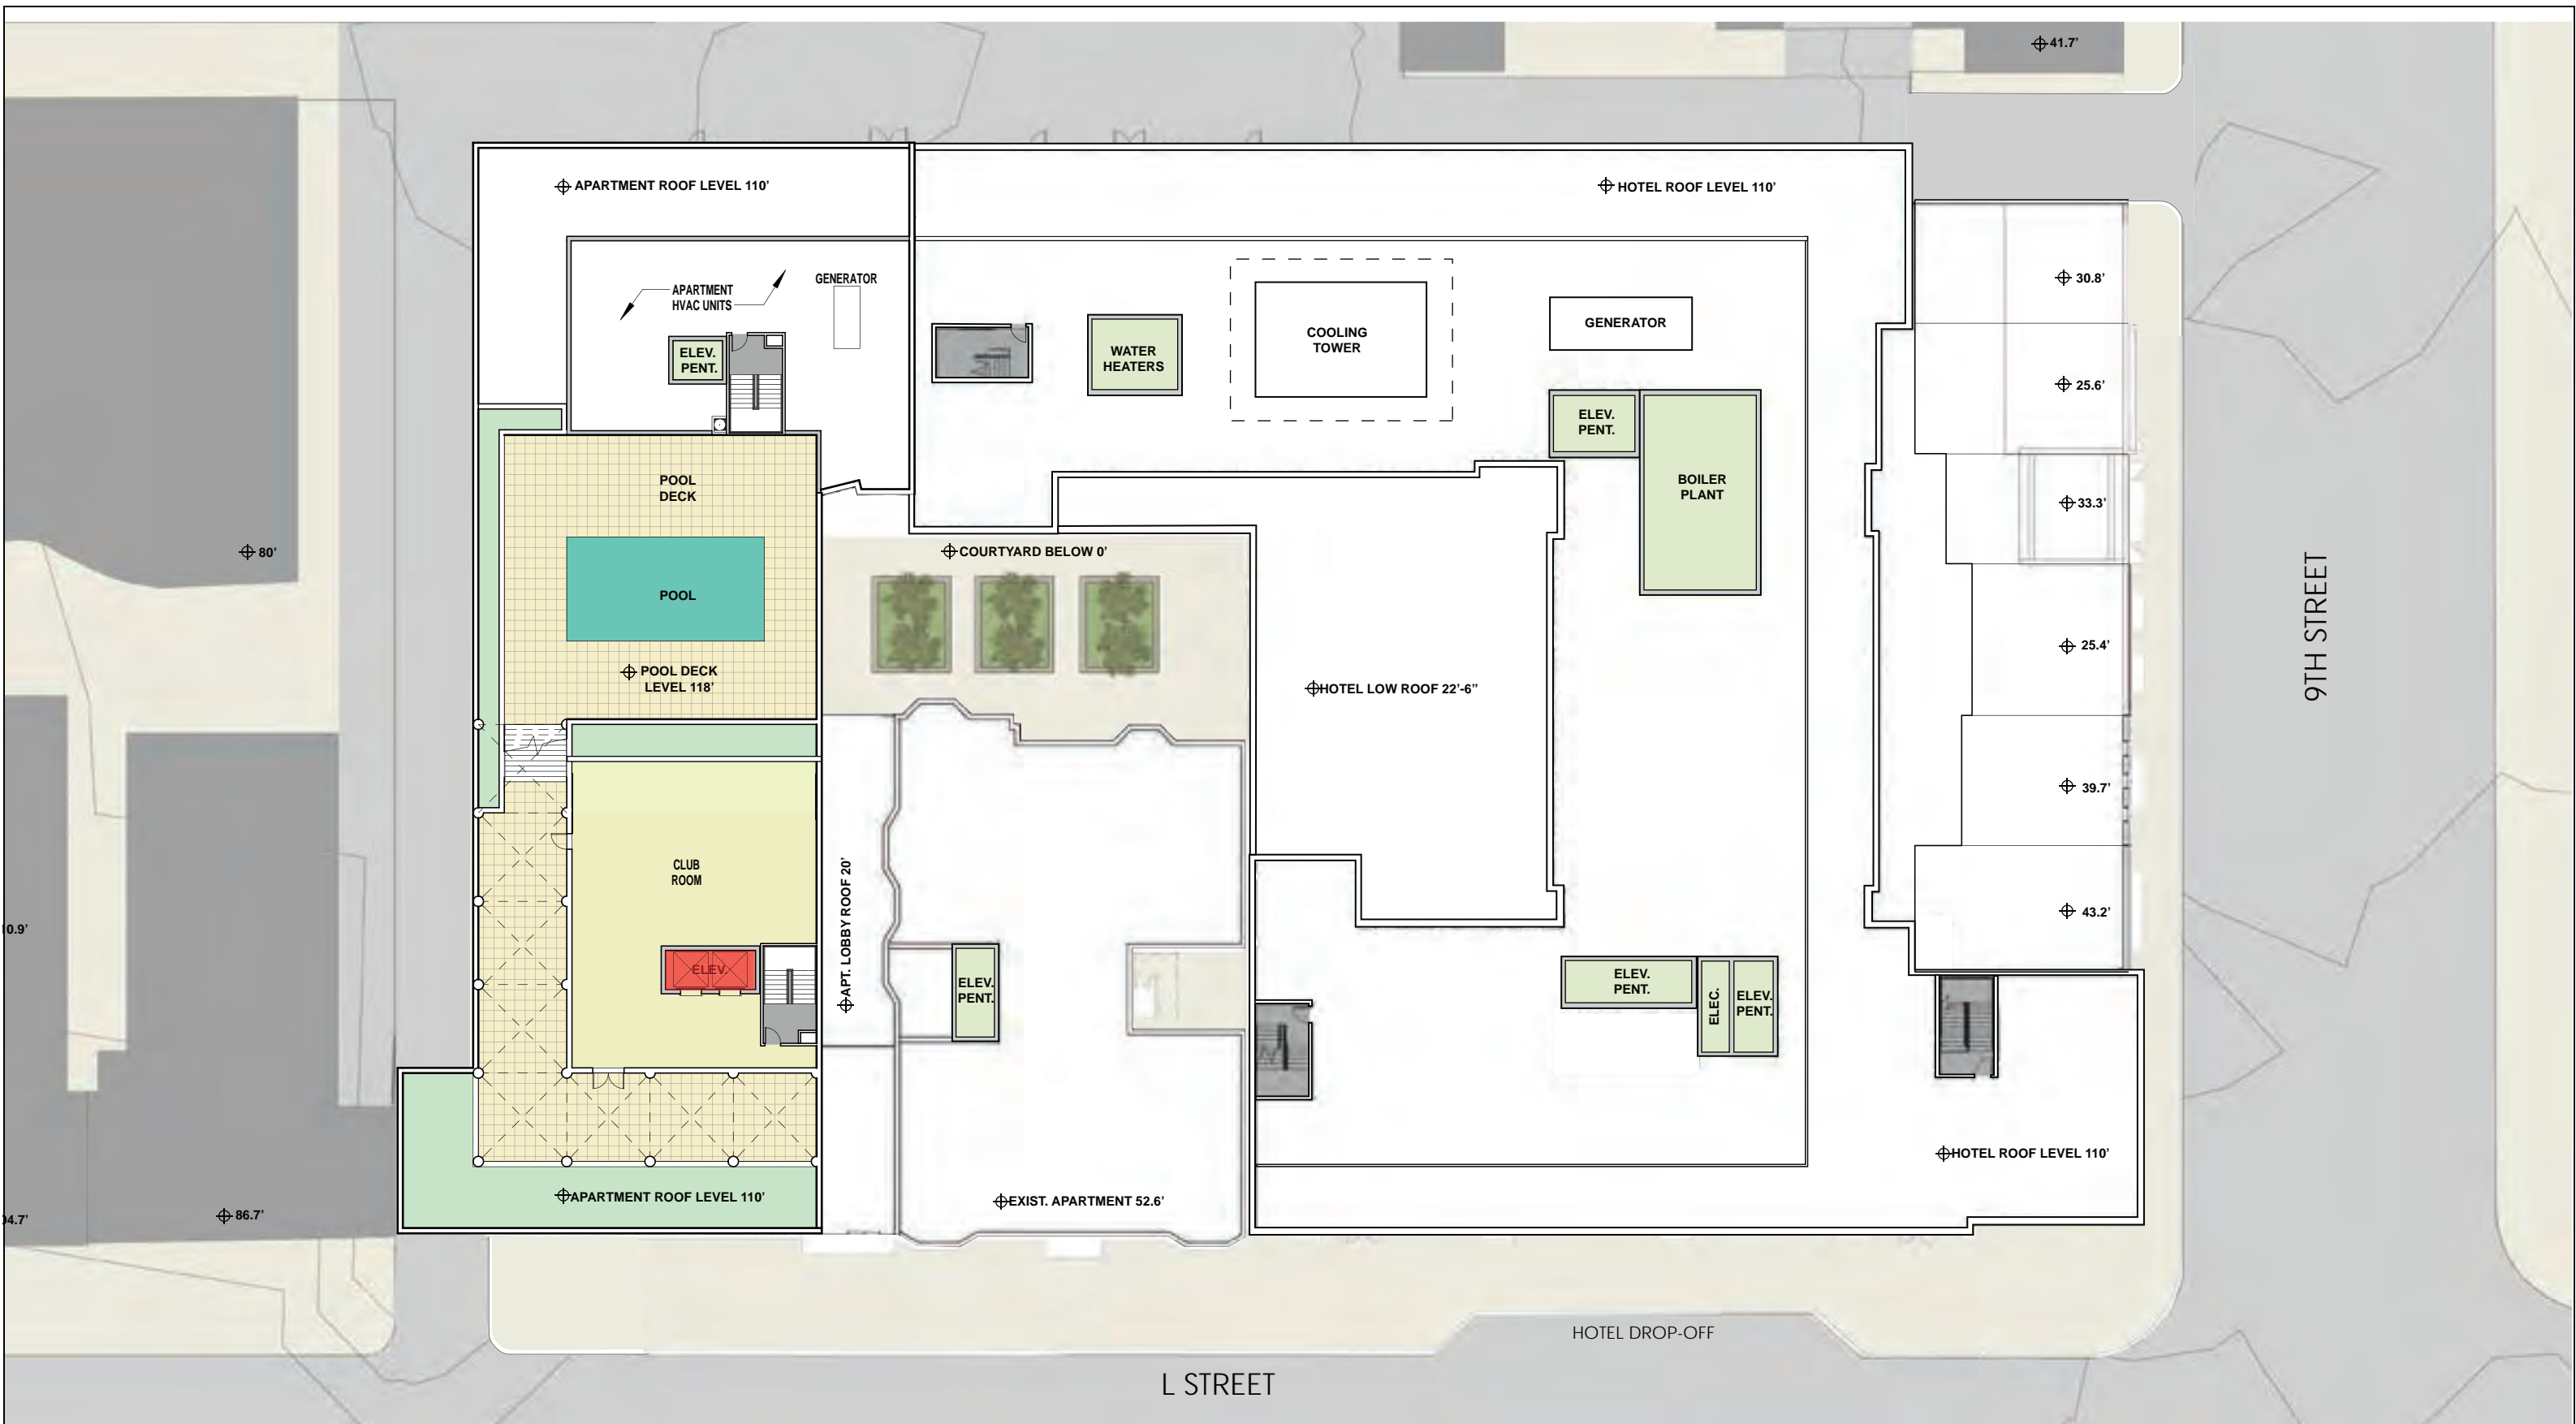 41.7'
APARTMENT ROOF LEVEL 110'
HOTEL ROOF LEVEL 110'
APARTMENT
HVAC UNITS
GENERATOR
30.8'
ELEV.
PENT.
WATER
HEATERS
COOLING
TOWER
GENERATOR
25.6'
ELEV.
PENT.
BOILER
PLANT
POOL
DECK
33.3'
80'
COURTYARD BELOW 0'
POOL
POOL DECK
LEVEL 118'
HOTEL LOW ROOF 22'-6"
25.4'
9TH STREET
39.7'
CLUB
ROOM
APT. LOBBY ROOF 20'
43.2'
0.9'
ELEV.
ELEV.
PENT.
ELEV.
PENT.
ELEC.
ELEV.
PENT.
HOTEL ROOF LEVEL 110'
APARTMENT ROOF LEVEL 110'
EXIST. APARTMENT 52.6'
4.7'
86.7'
HOTEL DROP-OFF
L STREET